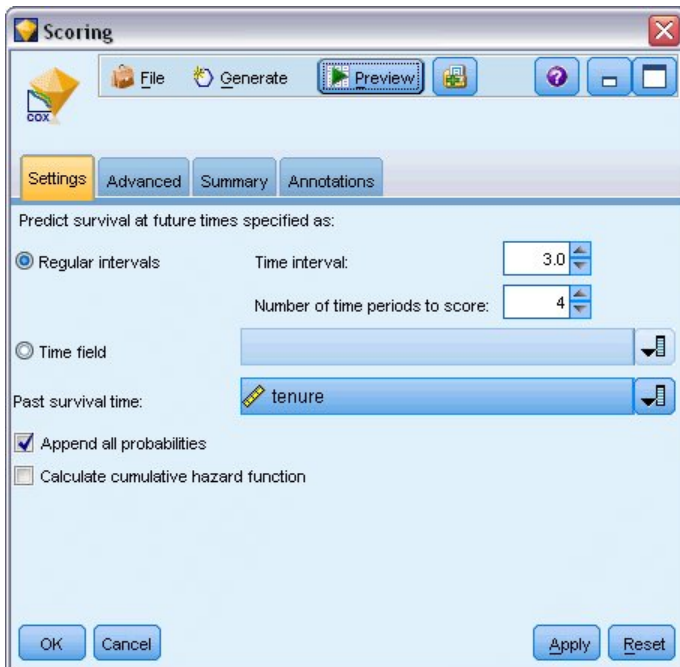 Scoring
COX
File Generate Preview
Settings Advanced Summary Annotations
Predict survival at future times specified as:
Regular intervals Time interval: 3.0
Number of time periods to score: 4
Time field
Past survival time: tenure
Append all probabilities
Calculate cumulative hazard function
OK Cancel Apply Reset